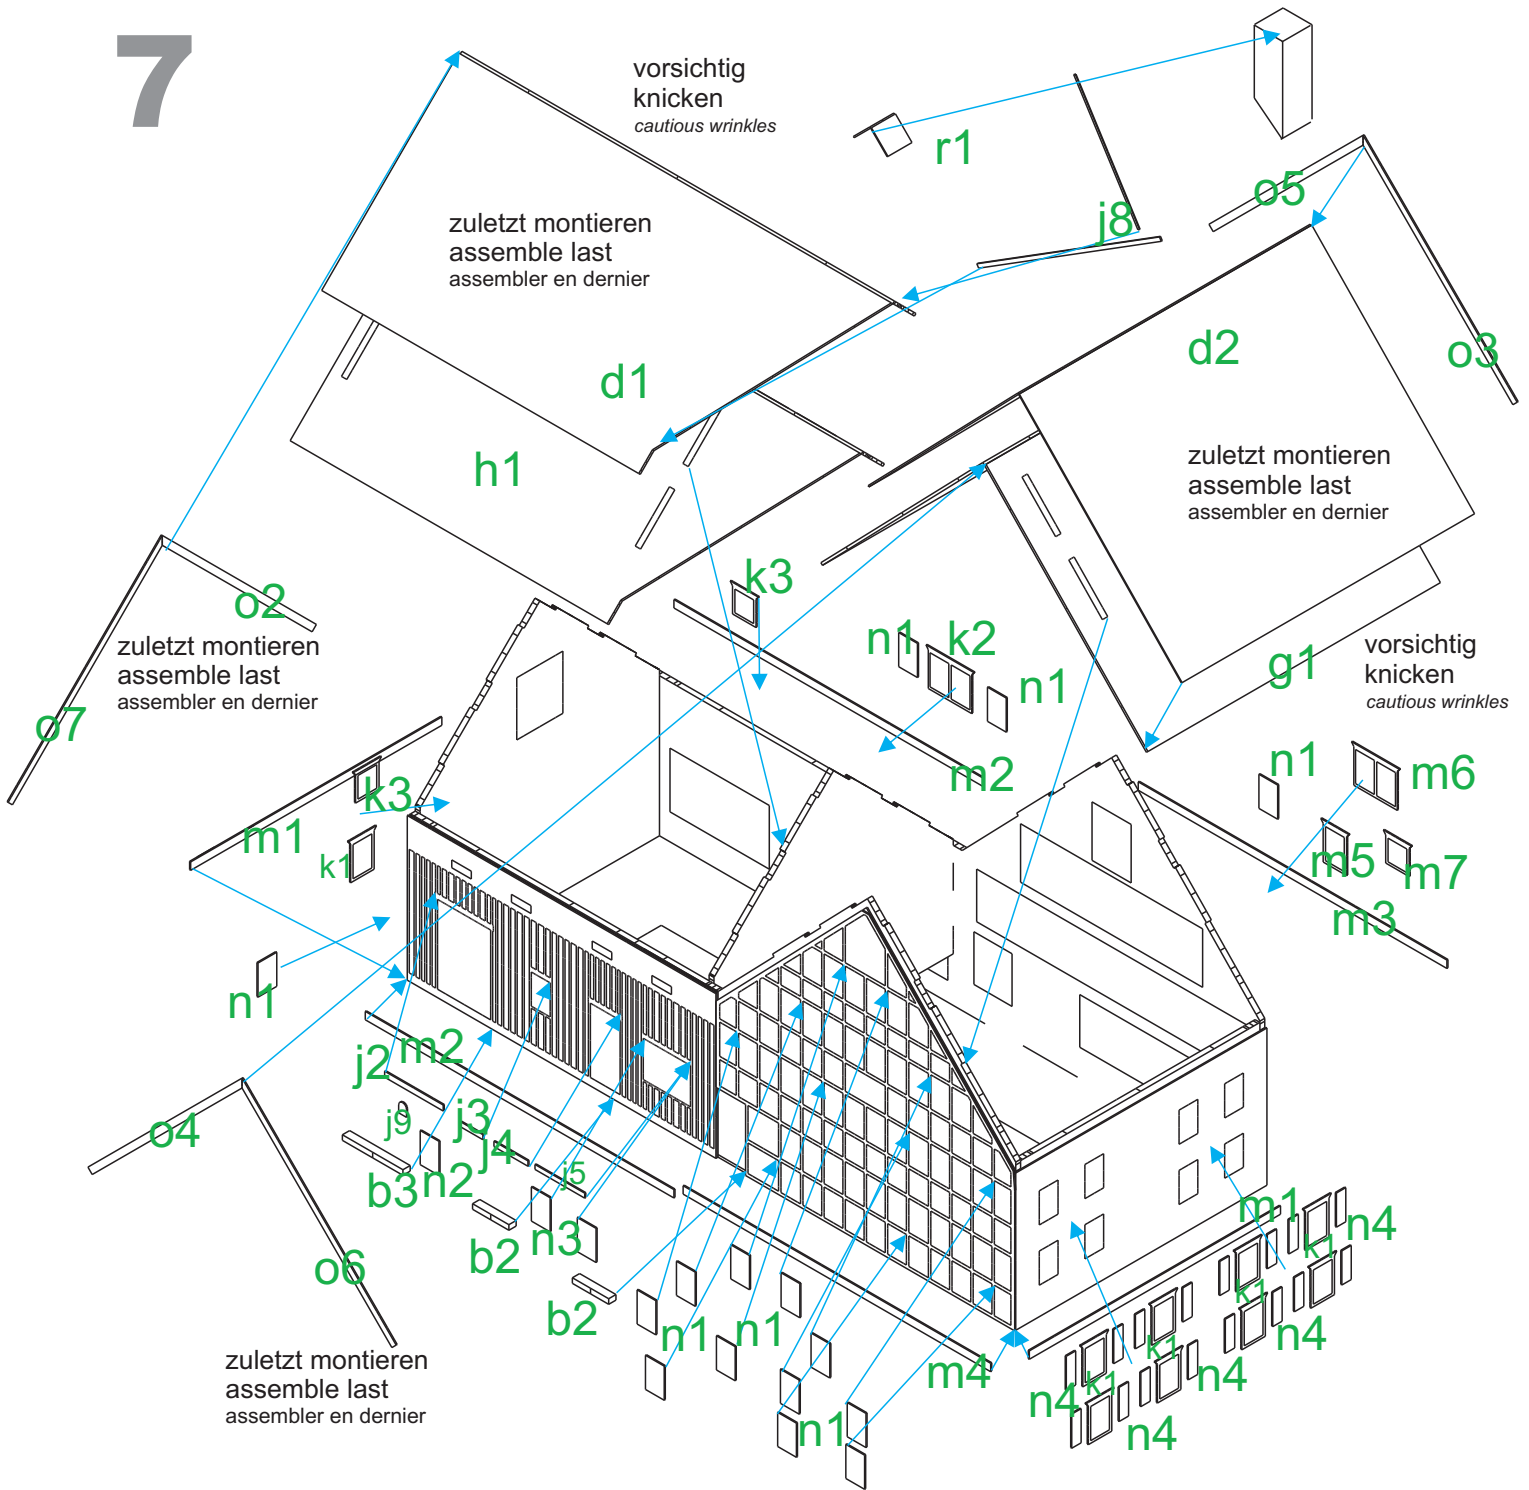 7
vorsichtig
knicken
cautious wrinkles
r1
o5
j8
zuletzt montieren
assemble last
assembler en dernier
d1
d2
o3
h1
zuletzt montieren
assemble last
assembler en dernier
k3
o2
n1
k2
n1
g1
vorsichtig
knicken
cautious wrinkles
zuletzt montieren
assemble last
assembler en dernier
o7
m2
n1
m6
k3
m1
k1
m5
m7
m3
n1
m2
j2
j9
j3
j4
j5
o4
b3
n2
n3
b2
b2
m1
n4
k1
k1
n4
k1
n4
k1
n4
n4
n4
o6
n1
n1
m4
n1
zuletzt montieren
assemble last
assembler en dernier